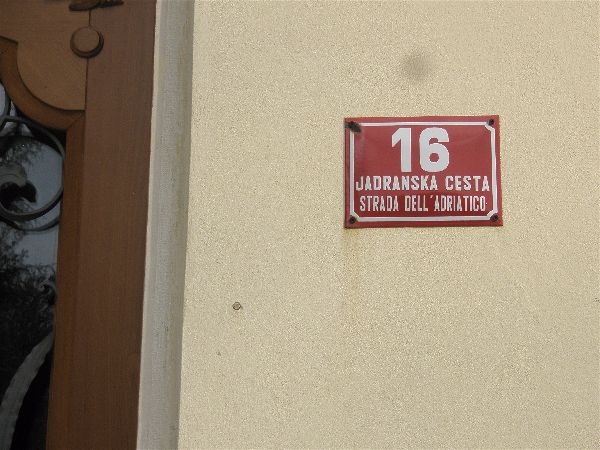 16
JADRANSKA CESTA
STRADA DELL'ADRIATICO